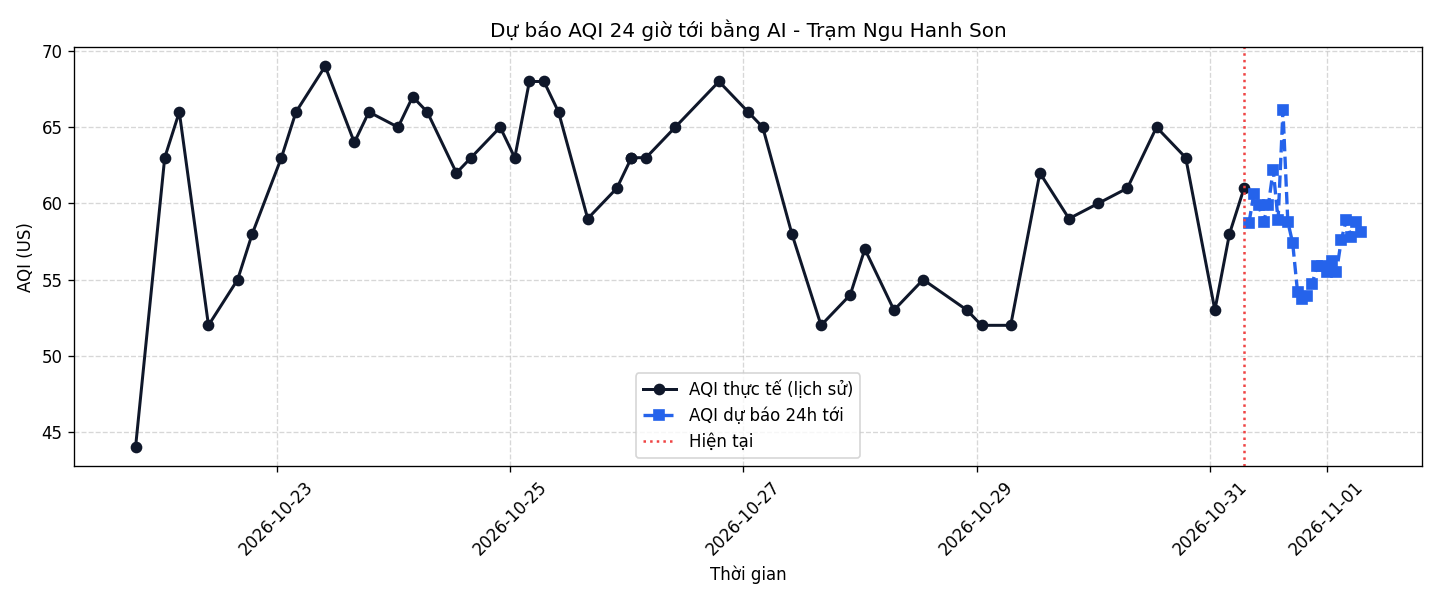 Dự báo AQI 24 giờ tới bằng AI - Trạm Ngu Hanh Son
AQI (US)
70
65
60
55
50
45
AQI thực tế (lịch sử)
AQI dự báo 24h tới
Hiện tại
2026-10-23
2026-10-25
2026-10-27
2026-10-29
2026-10-31
2026-11-01
Thời gian